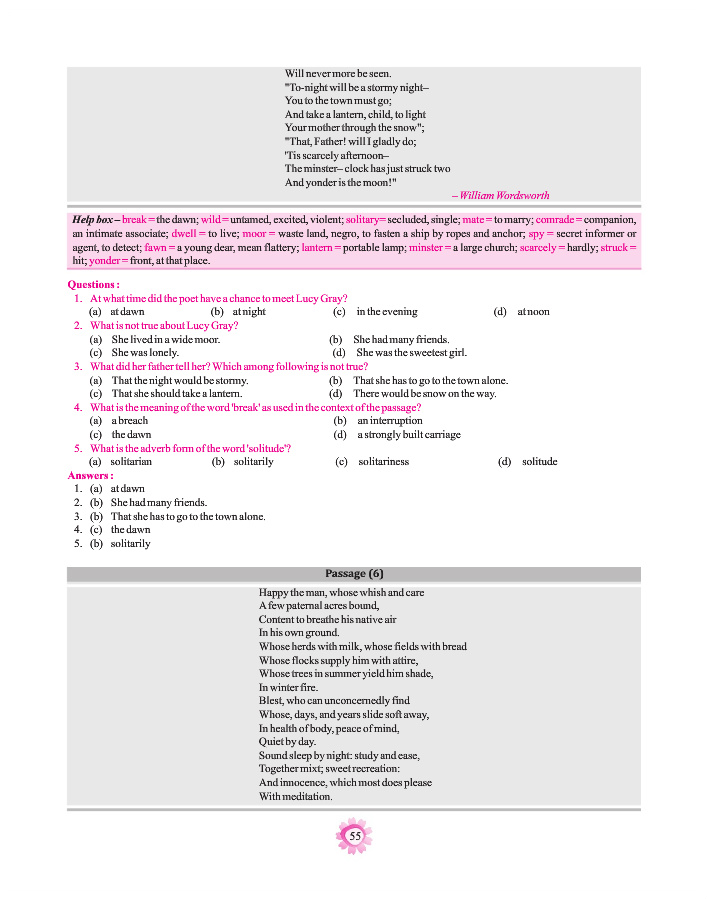 Will never more be seen.
"To-night will be a stormy night–
You to the town must go;
And take a lantern, child, to light
Your mother through the snow";
"That, Father! will I gladly do;
'Tis scarcely afternoon–
The minster– clock has just struck two
And yonder is the moon!"
– William Wordsworth
Help box – break = the dawn; wild = untamed, excited, violent; solitary= secluded, single; mate = to marry; comrade = companion,
an intimate associate; dwell = to live; moor = waste land, negro, to fasten a ship by ropes and anchor; spy = secret informer or
agent, to detect; fawn = a young dear, mean flattery; lantern = portable lamp; minster = a large church; scarcely = hardly; struck =
hit; yonder = front, at that place.
Questions :
1. At what time did the poet have a chance to meet Lucy Gray?
(a) at dawn (b) at night (c) in the evening (d) at noon
2. What is not true about Lucy Gray?
(a) She lived in a wide moor. (b) She had many friends.
(c) She was lonely. (d) She was the sweetest girl.
3. What did her father tell her? Which among following is not true?
(a) That the night would be stormy. (b) That she has to go to the town alone.
(c) That she should take a lantern. (d) There would be snow on the way.
4. What is the meaning of the word 'break' as used in the context of the passage?
(a) a breach (b) an interruption
(c) the dawn (d) a strongly built carriage
5. What is the adverb form of the word 'solitude'?
(a) solitarian (b) solitarily (c) solitariness (d) solitude
Answers :
1. (a) at dawn
2. (b) She had many friends.
3. (b) That she has to go to the town alone.
4. (c) the dawn
5. (b) solitarily
Passage (6)
Happy the man, whose whish and care
A few paternal acres bound,
Content to breathe his native air
In his own ground.
Whose herds with milk, whose fields with bread
Whose flocks supply him with attire,
Whose trees in summer yield him shade,
In winter fire.
Blest, who can unconcernedly find
Whose, days, and years slide soft away,
In health of body, peace of mind,
Quiet by day.
Sound sleep by night: study and ease,
Together mixt; sweet recreation:
And innocence, which most does please
With meditation.
55